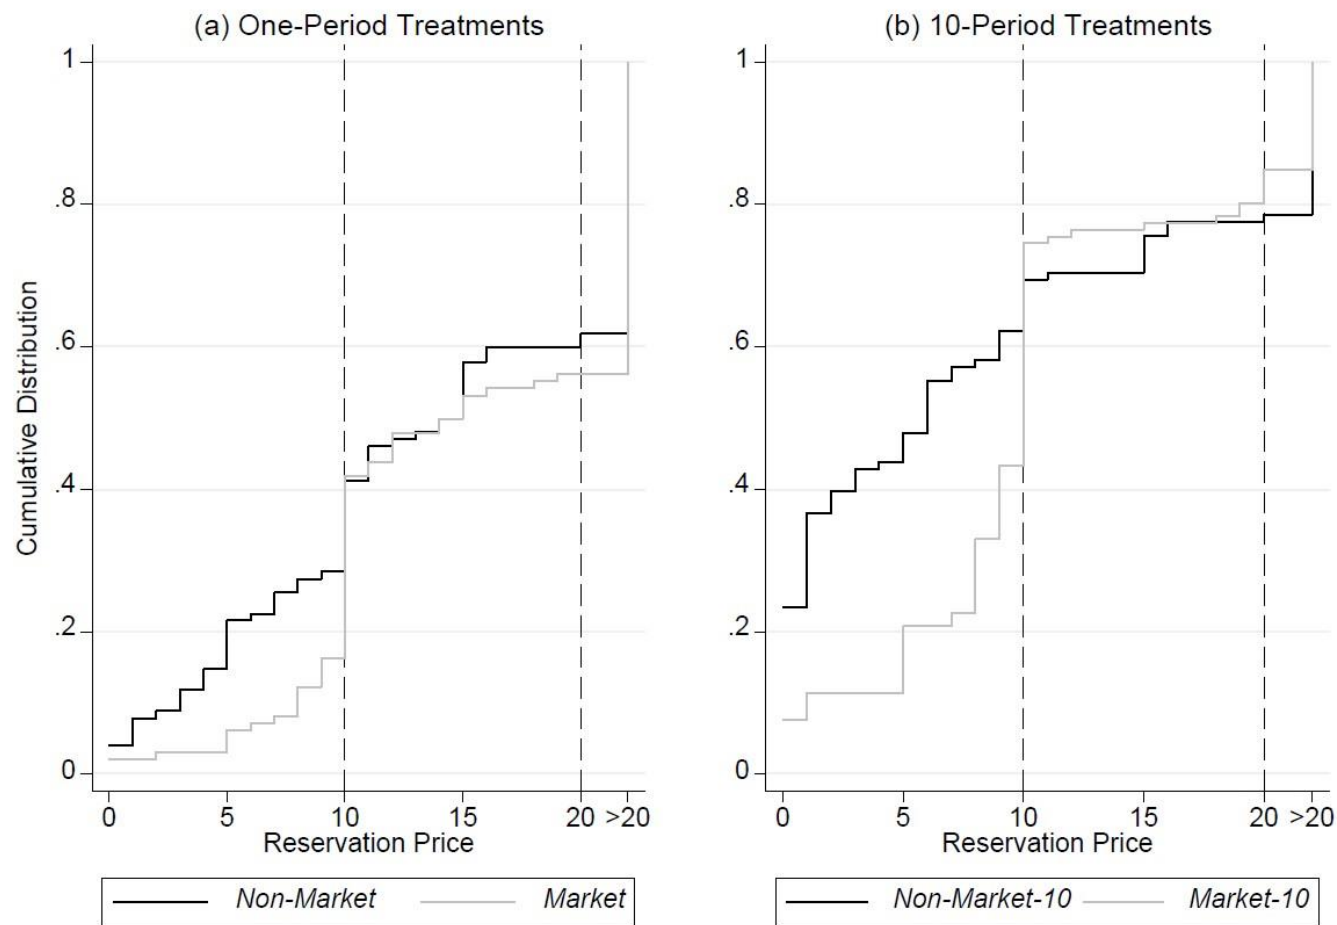 (a) One-Period Treatments
(b) 10-Period Treatments
Cumulative Distribution
1
.8
.6
.4
.2
0
0 5 10 15 20 >20
Reservation Price
Non-Market Market
1
.8
.6
.4
.2
0
0 5 10 15 20 >20
Reservation Price
Non-Market-10 Market-10